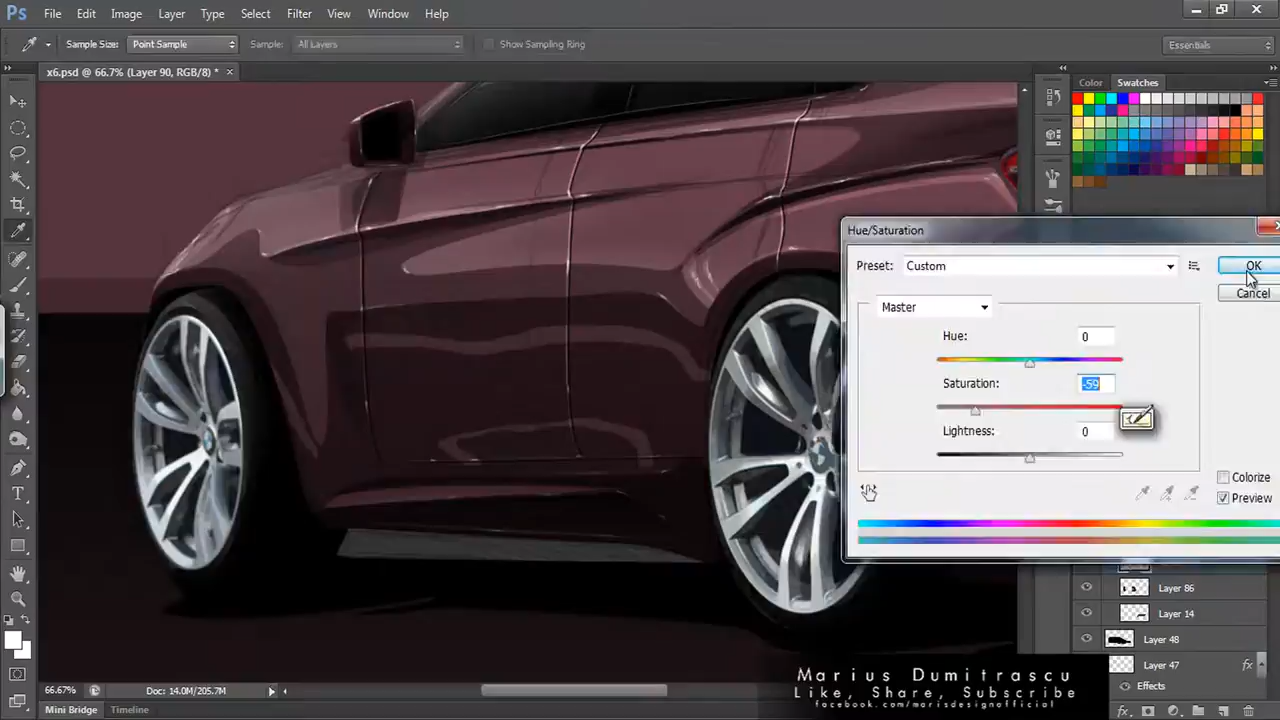 Ps File Edit Image Layer Type Select Filter View Window Help
Sample Size: Point Sample Sample: All Layers Show Sampling Ring Essentials
x6.psd @ 66.7% (Layer 90, RGB/8) * ×
Color Swatches
Hue/Saturation
Preset: Custom OK
Cancel
Master
Hue: 0
Saturation: -59
Lightness: 0
Colorize
Preview
Layer 86
Layer 14
Layer 48
Layer 47 fx
Effects
Marius Dumitrascu
Like, Share, Subscribe
facebook.com/marisdesignofficial
66.67% Doc: 14.0M/205.7M
Mini Bridge Timeline